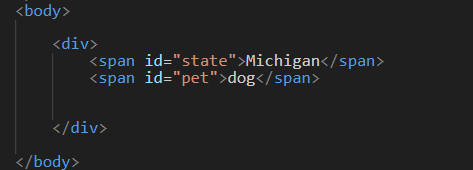 <body>
<div>
<span id="state">Michigan</span>
<span id="pet">dog</span>
</div>
</body>